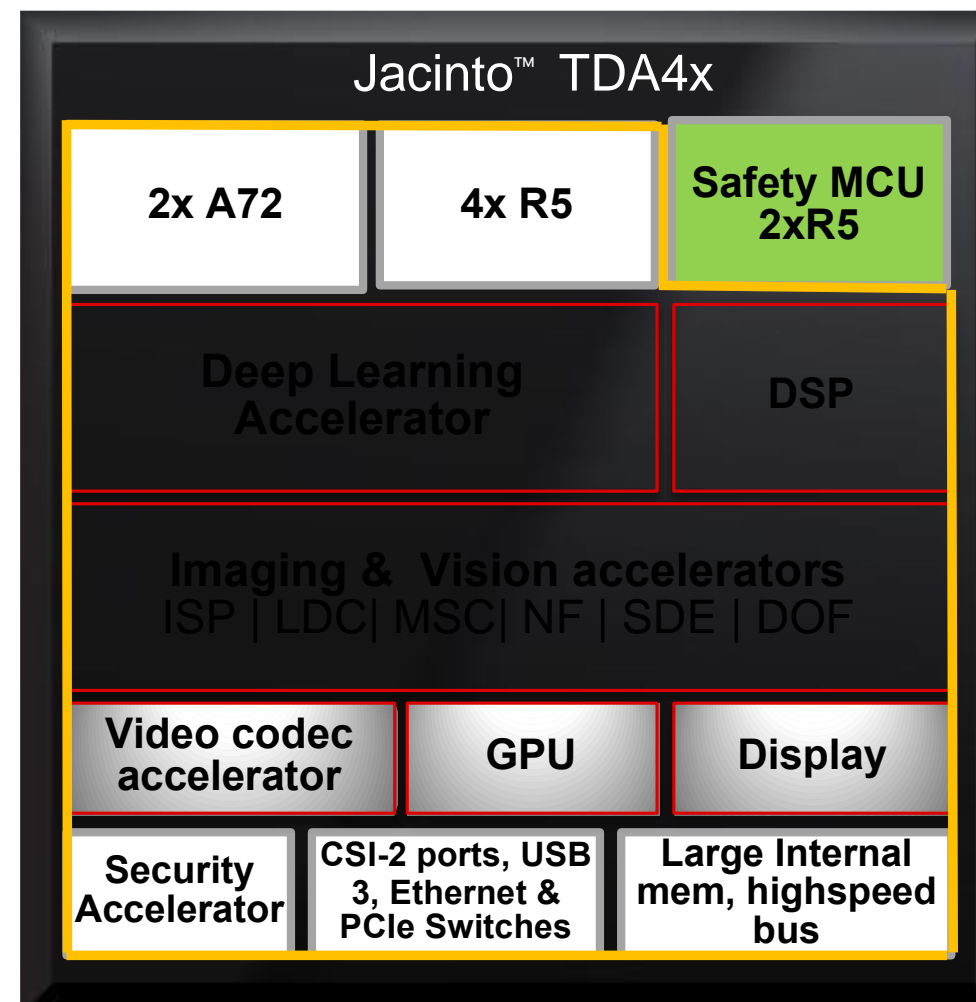 Jacinto™ TDA4x
2x A72
4x R5
Safety MCU
2xR5
Deep Learning
Accelerator
DSP
Imaging & Vision accelerators
ISP | LDC| MSC| NF | SDE | DOF
Video codec
accelerator
GPU
Display
Security
Accelerator
CSI-2 ports, USB
3, Ethernet &
PCIe Switches
Large Internal
mem, highspeed
bus